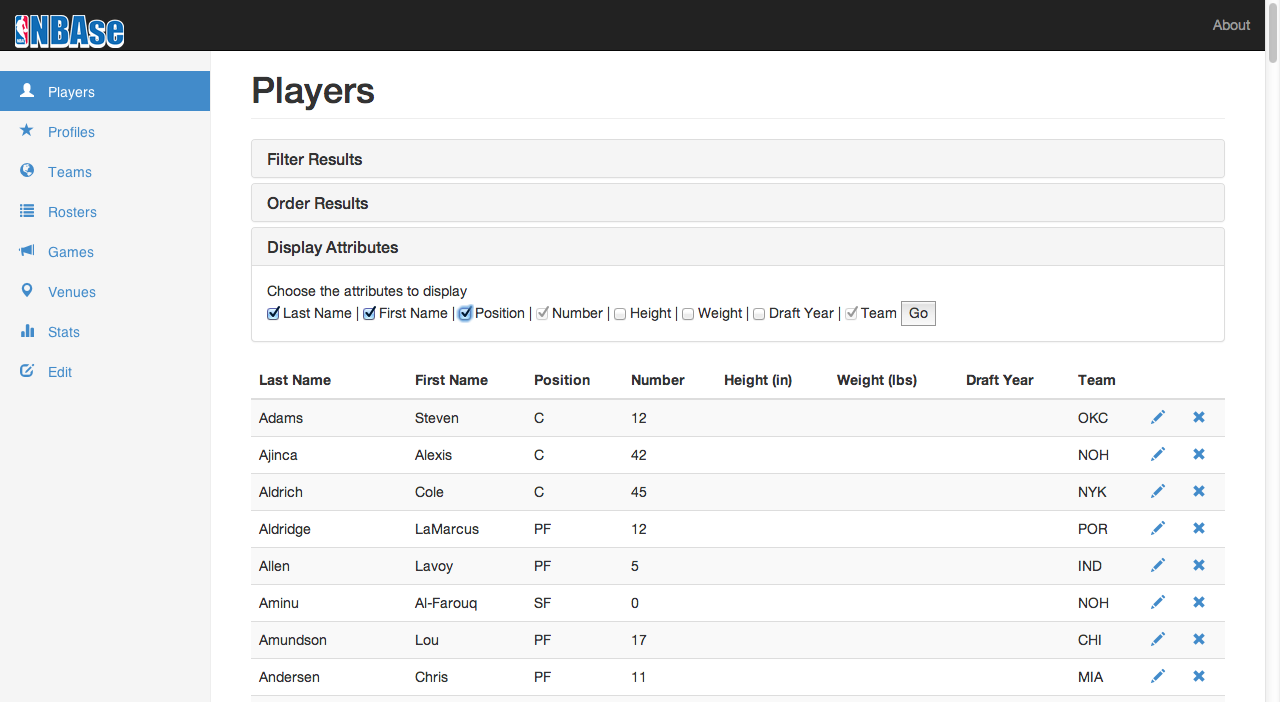 NBAse
About
Players
Profiles
Teams
Rosters
Games
Venues
Stats
Edit
Players
Filter Results
Order Results
Display Attributes
Choose the attributes to display
Last Name | First Name | Position | Number | Height | Weight | Draft Year | Team Go
Last Name First Name Position Number Height (in) Weight (lbs) Draft Year Team
Adams Steven C 12 OKC
Ajinca Alexis C 42 NOH
Aldrich Cole C 45 NYK
Aldridge LaMarcus PF 12 POR
Allen Lavoy PF 5 IND
Aminu Al-Farouq SF 0 NOH
Amundson Lou PF 17 CHI
Andersen Chris PF 11 MIA